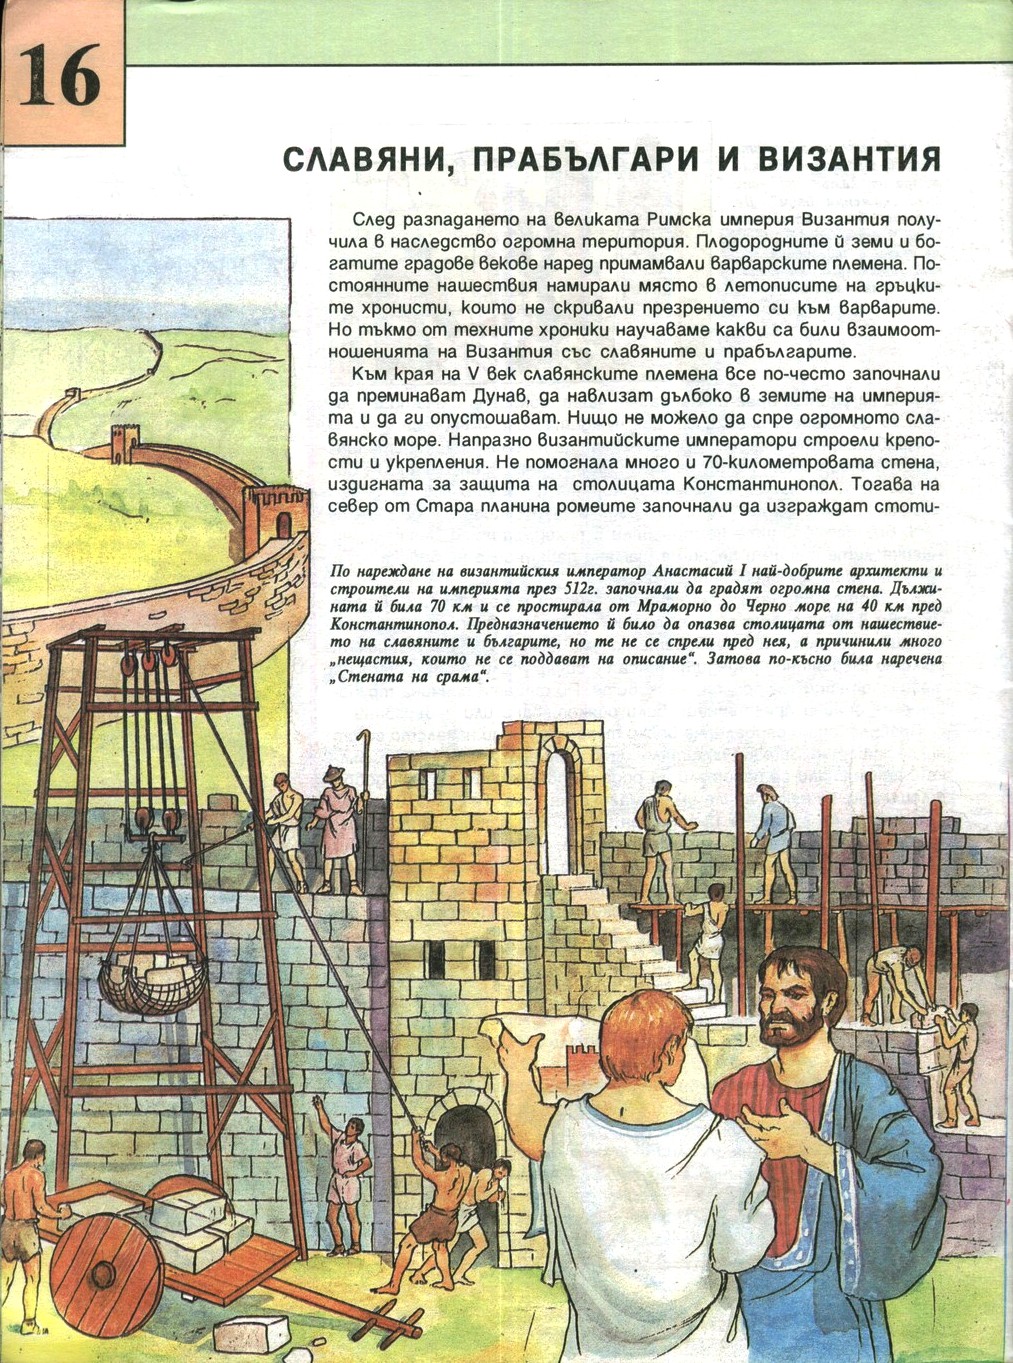 16
СЛАВЯНИ, ПРАБЪЛГАРИ И ВИЗАНТИЯ
След разпадането на великата Римска империя Византия полу-
чила в наследство огромна територия. Плодородните ѝ земи и бо-
гатите градове векове наред примамвали варварските племена. По-
стоянните нашествия намирали място в летописите на гръцки-
те хронисти, които не скривали презрението си към варварите.
Но тъкмо от техните хроники научаваме какви са били взаимоот-
ношенията на Византия със славяните и прабългарите.
Към края на V век славянските племена все по-често започнали
да преминават Дунав, да навлизат дълбоко в земите на империя-
та и да ги опустошават. Нищо не можело да спре огромното сла-
вянско море. Напразно византийските императори строели крепо-
сти и укрепления. Не помогнала много и 70-километровата стена,
издигната за защита на столицата Константинопол. Тогава на
север от Стара планина ромеите започнали да изграждат стоти-
По нареждане на византийския император Анастасий I най-добрите архитекти и
строители на империята през 512г. започнали да градят огромна стена. Дължи-
ната ѝ била 70 км и се простирала от Мраморно до Черно море на 40 км пред
Константинопол. Предназначението ѝ било да опазва столицата от нашествие-
то на славяните и българите, но те не се спрели пред нея, а причинили много
„нещастия, които не се поддават на описание“. Затова по-късно била наречена
„Стената на срама“.